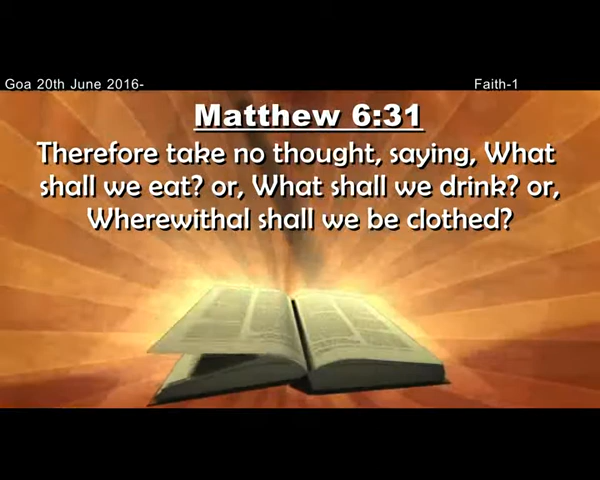 Goa 20th June 2016- Faith-1
Matthew 6:31
Therefore take no thought, saying, What
shall we eat? or, What shall we drink? or,
Wherewithal shall we be clothed?